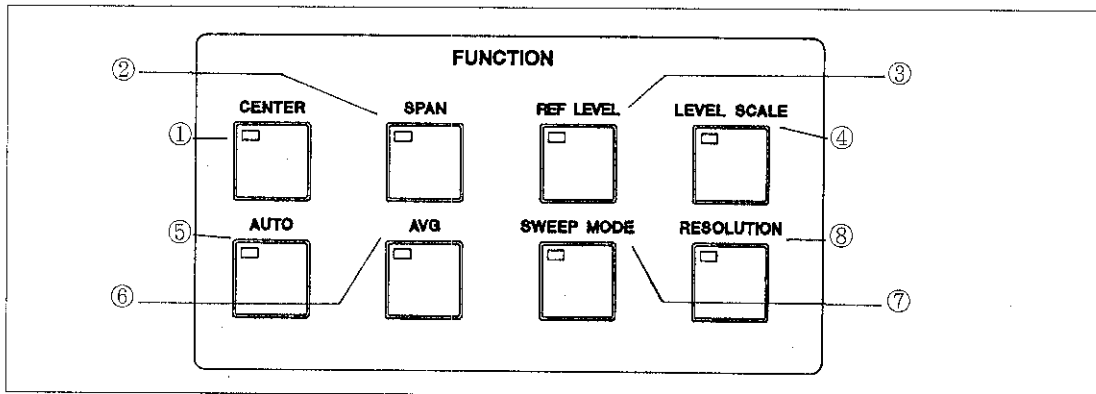 FUNCTION
② ③
CENTER SPAN REF LEVEL LEVEL SCALE
① ④
AUTO AVG SWEEP MODE RESOLUTION
⑤ ⑧
⑥ ⑦